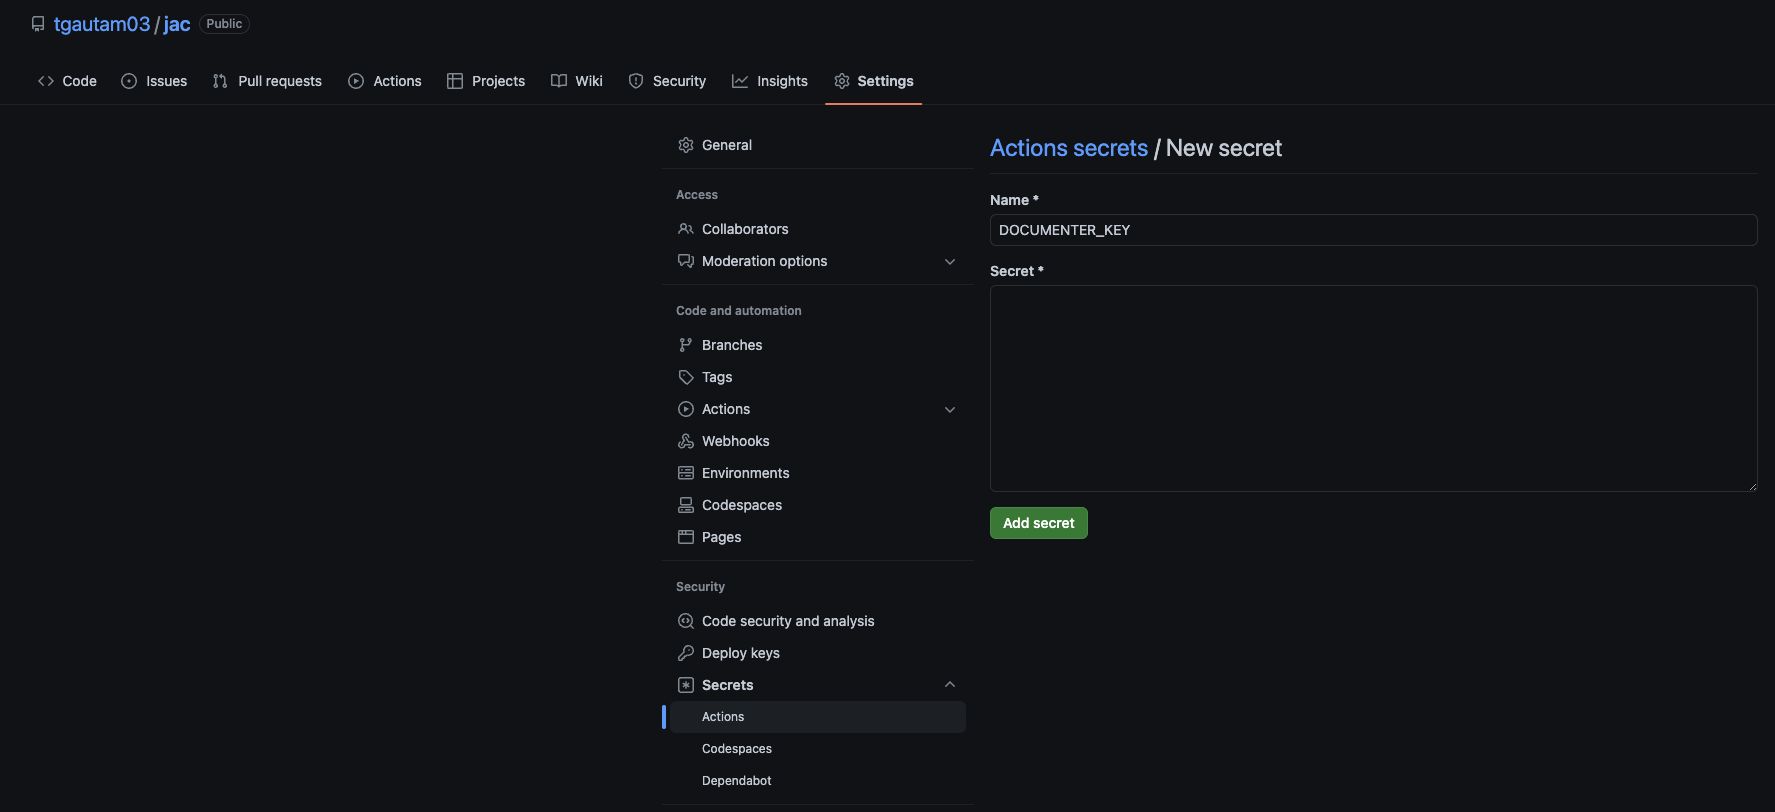 tgautam03 / jac Public
Code Issues Pull requests Actions Projects Wiki Security Insights Settings
General
Access
Collaborators
Moderation options
Code and automation
Branches
Tags
Actions
Webhooks
Environments
Codespaces
Pages
Security
Code security and analysis
Deploy keys
Secrets
Actions
Codespaces
Dependabot
Actions secrets / New secret
Name *
DOCUMENTER_KEY
Secret *
Add secret